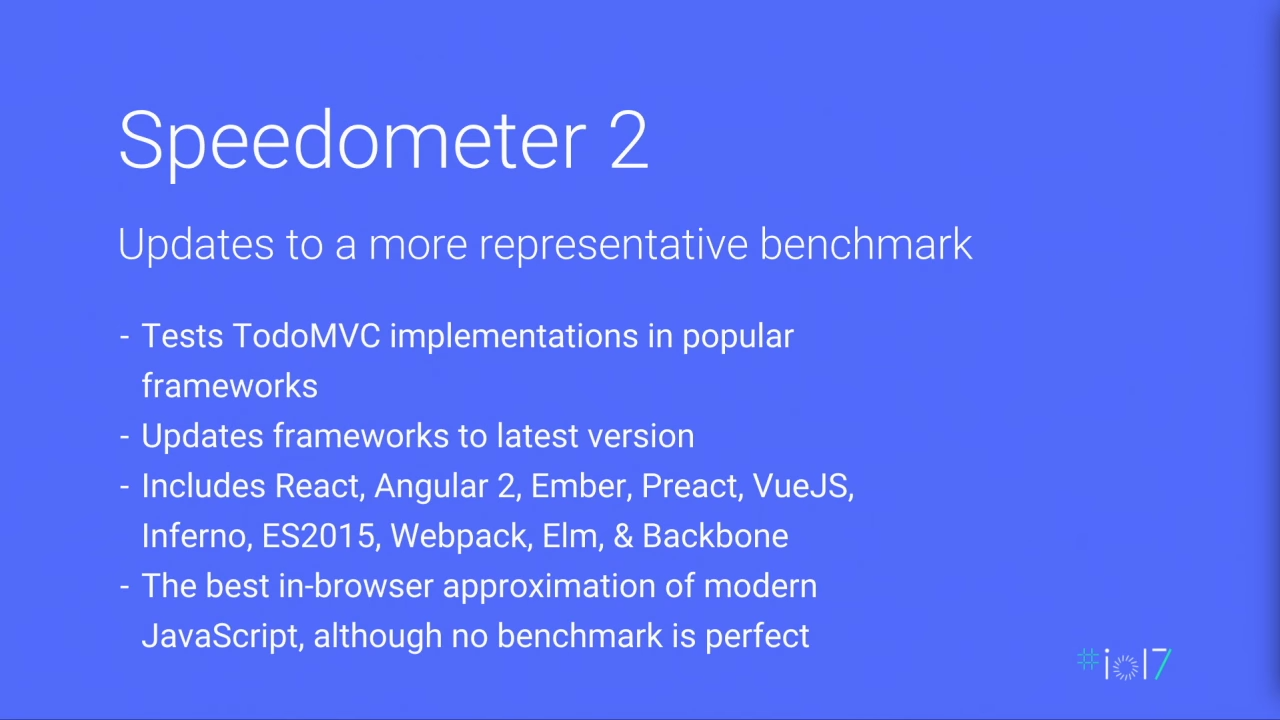 Speedometer 2
Updates to a more representative benchmark
- Tests TodoMVC implementations in popular
frameworks
- Updates frameworks to latest version
- Includes React, Angular 2, Ember, Preact, VueJS,
Inferno, ES2015, Webpack, Elm, & Backbone
- The best in-browser approximation of modern
JavaScript, although no benchmark is perfect
#io17